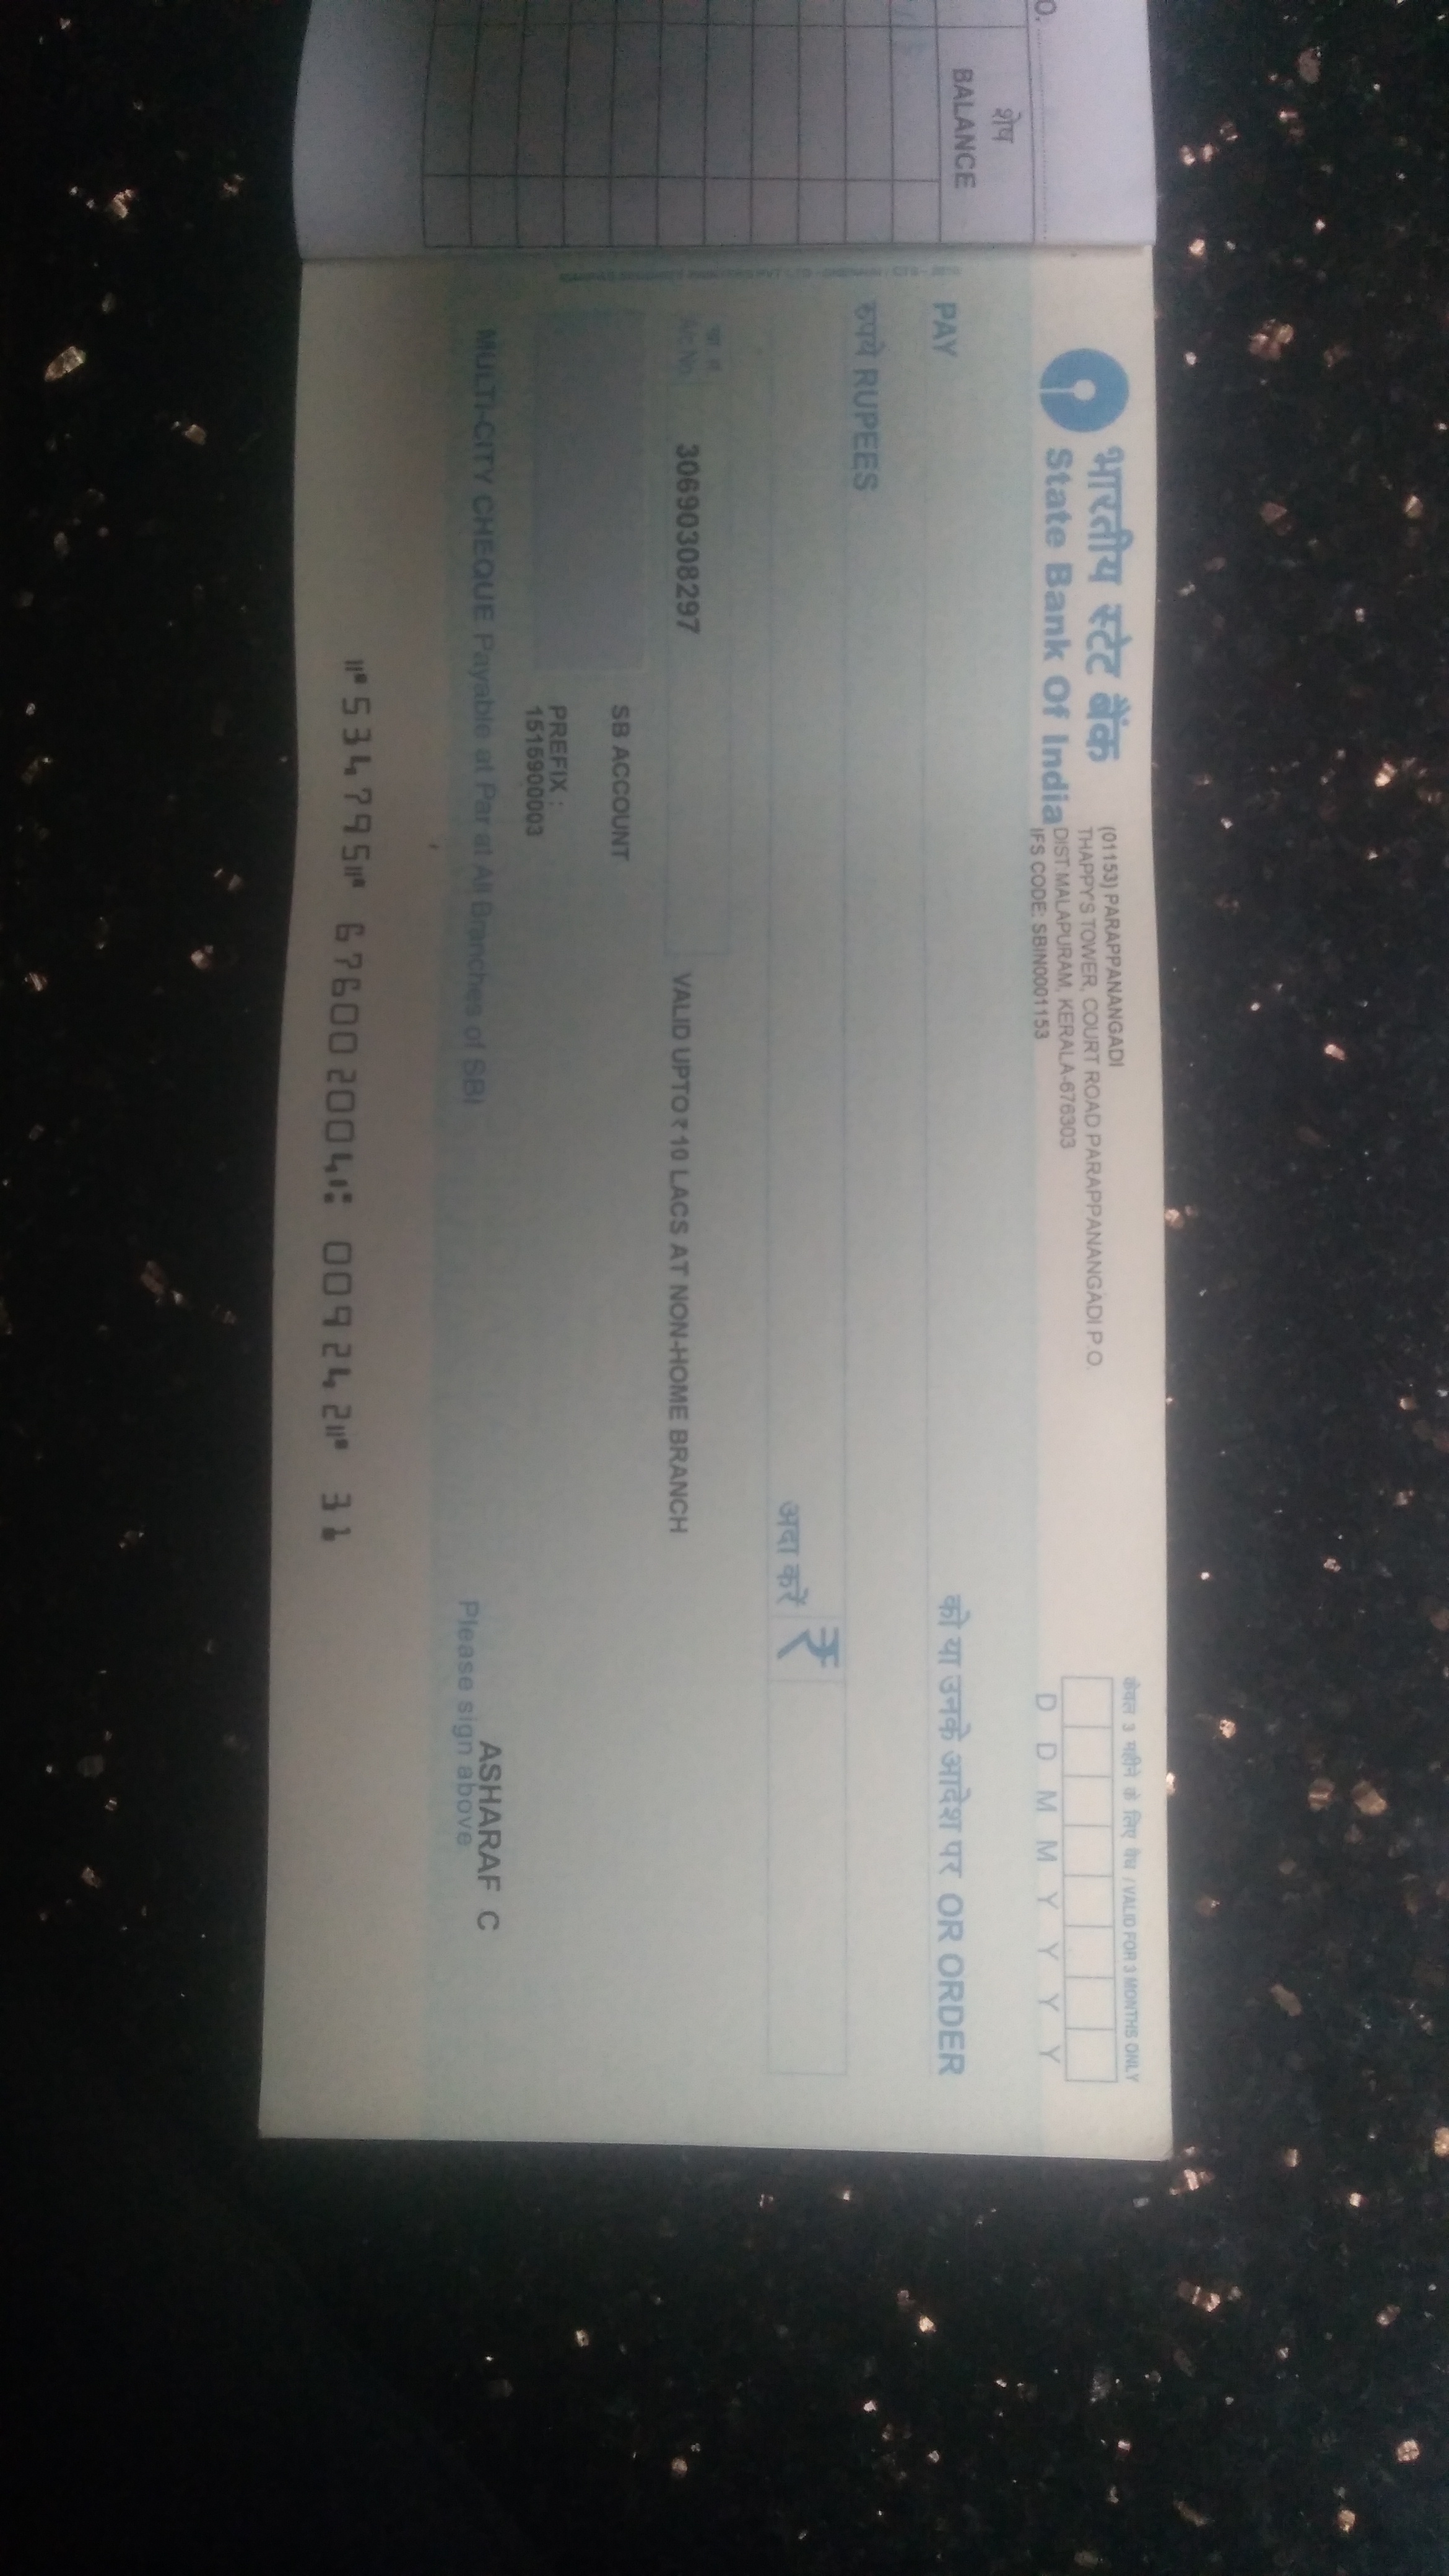 O.
शेष
BALANCE
भारतीय स्टेट बैंक
State Bank Of India
(01153) PARAPPANANGADI
THAPPY'S TOWER, COURT ROAD PARAPPANANGADI P.O.
DIST:MALAPURAM, KERALA-676303
IFS CODE: SBIN0001153
केवल 3 महीने के लिए वैध / VALID FOR 3 MONTHS ONLY
D D M M Y Y Y Y
PAY
को या उनके आदेश पर OR ORDER
रुपये RUPEES
अदा करें
₹
A/c No.
30690308297
VALID UPTO ₹ 10 LACS AT NON-HOME BRANCH
SB ACCOUNT
PREFIX :
1515900003
MULTI-CITY CHEQUE Payable at Par at All Branches of SBI
ASHARAF C
Please sign above
⑈534795⑈ 676002004⑆ 009242⑈ 31